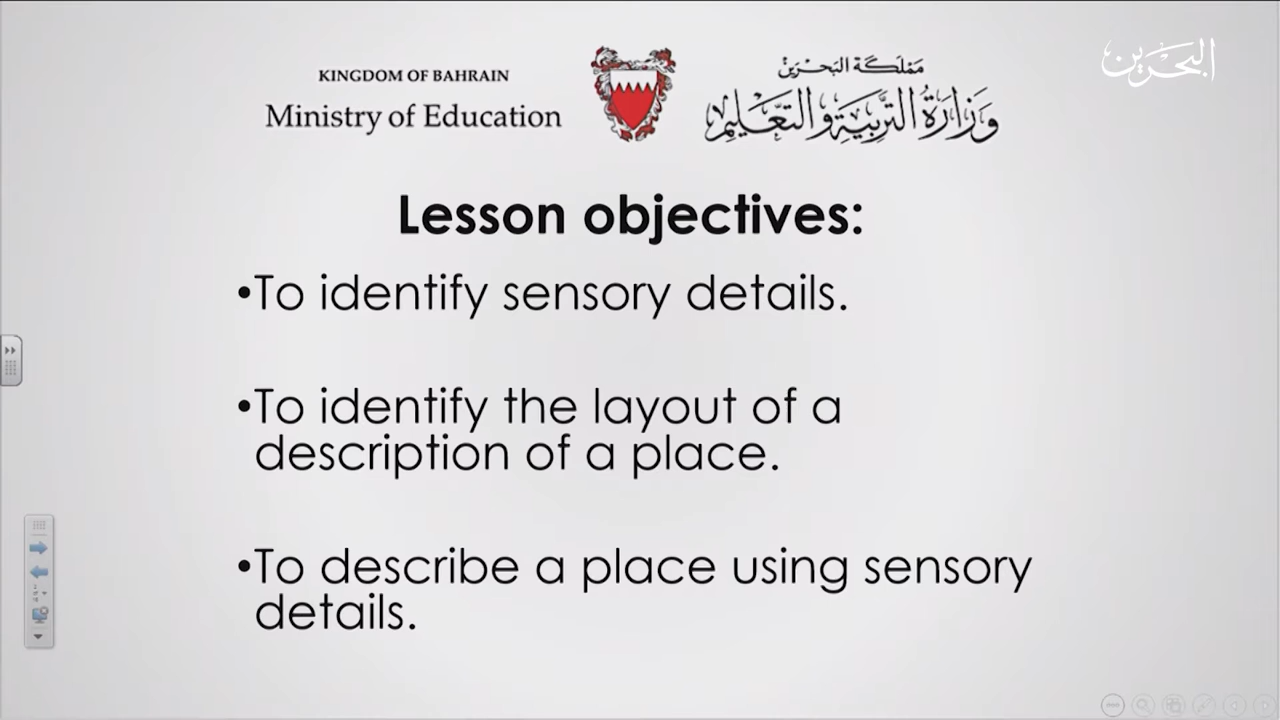 البحرين
KINGDOM OF BAHRAIN
Ministry of Education
مَمْلَكَة البَحْرَيْن
وَزَارَةُ التَّرْبِيَةِ وَالتَّعْلِيمِ
Lesson objectives:
•To identify sensory details.
•To identify the layout of a
description of a place.
•To describe a place using sensory
details.